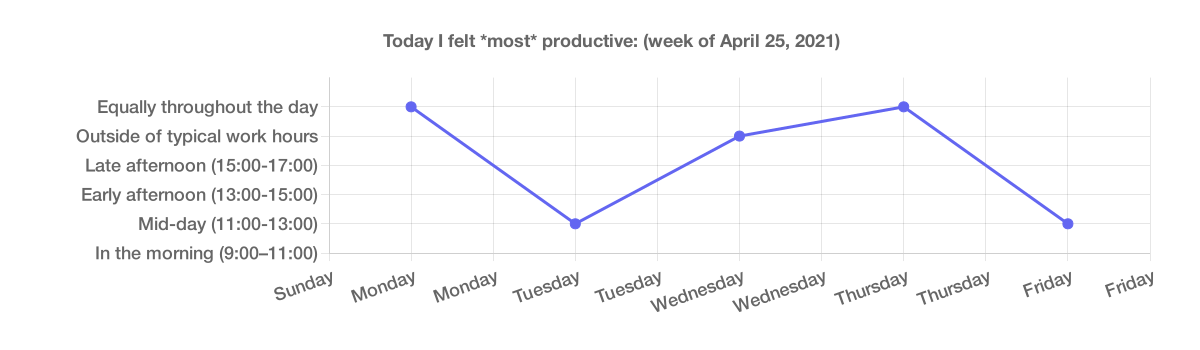 Today I felt *most* productive: (week of April 25, 2021)
Equally throughout the day
Outside of typical work hours
Late afternoon (15:00-17:00)
Early afternoon (13:00-15:00)
Mid-day (11:00-13:00)
In the morning (9:00–11:00)
Sunday
Monday
Monday
Tuesday
Tuesday
Wednesday
Wednesday
Thursday
Thursday
Friday
Friday